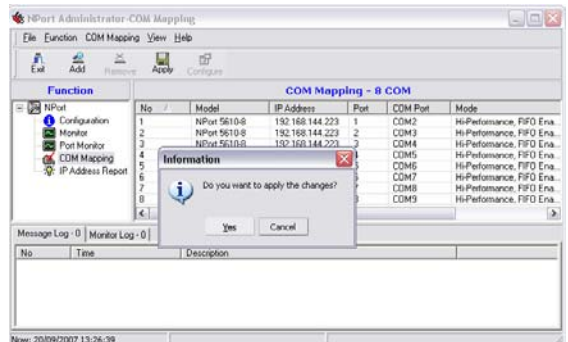 NPort Administrator-COM Mapping
File Function COM Mapping View Help
Exit Add Remove Apply Configure
Function
COM Mapping - 8 COM
NPort
Configuration
Monitor
Port Monitor
COM Mapping
IP Address Report
No Model IP Address Port COM Port Mode
1 NPort 5610-8 192.168.144.223 1 COM2 Hi-Performance, FIFO Ena...
2 NPort 5610-8 192.168.144.223 2 COM3 Hi-Performance, FIFO Ena...
3 NPort 5610-8 192.168.144.223 3 COM4 Hi-Performance, FIFO Ena...
4 COM5 Hi-Performance, FIFO Ena...
5 COM6 Hi-Performance, FIFO Ena...
6 COM7 Hi-Performance, FIFO Ena...
7 COM8 Hi-Performance, FIFO Ena...
8 COM9 Hi-Performance, FIFO Ena...
Information
Do you want to apply the changes?
Yes Cancel
Message Log - 0 Monitor Log - 0
No Time Description
Now: 20/09/2007 13:26:39